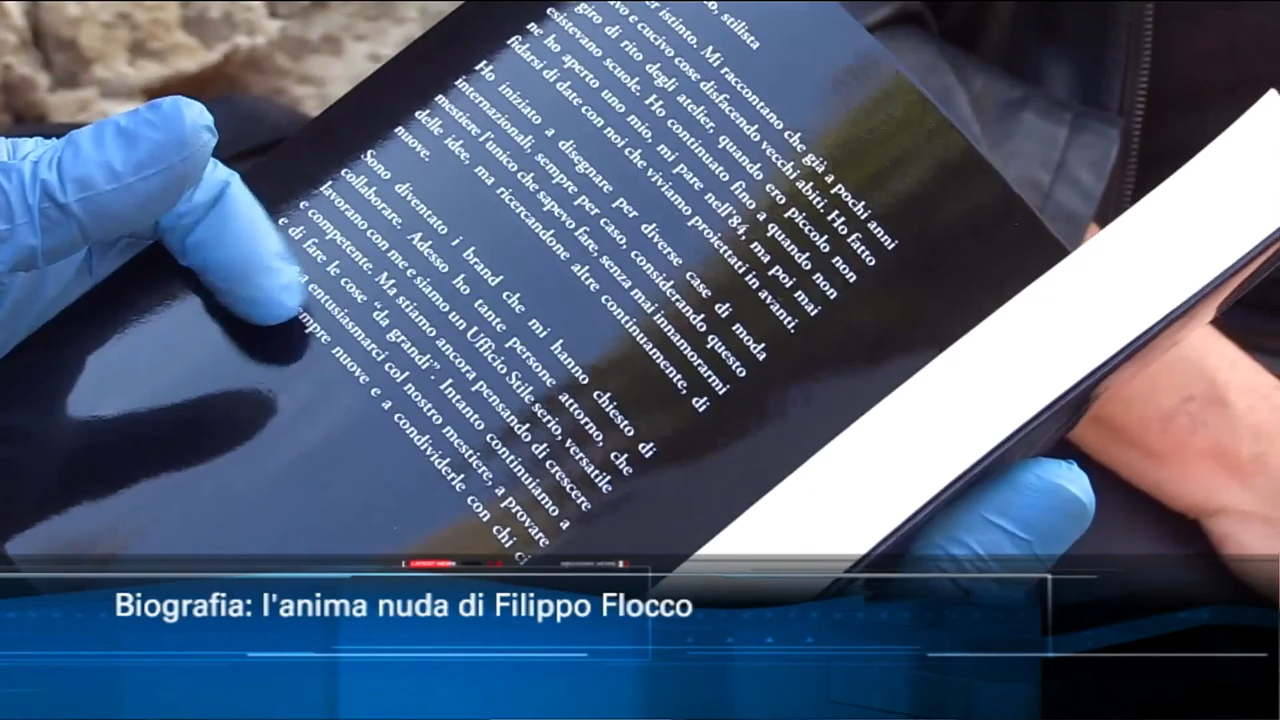 o, stilista
er istinto. Mi raccontano che già a pochi anni
vo e cucivo cose disfacendo vecchi abiti. Ho fatto
giro di rito degli atelier, quando ero piccolo non
esistevano scuole. Ho continuato fino a quando non
ne ho aperto uno mio, mi pare nell'84, ma poi mai
fidarsi di date con noi che viviamo proiettati in avanti.
Ho iniziato a disegnare per diverse case di moda
internazionali, sempre per caso, considerando questo
mestiere l'unico che sapevo fare, senza mai innamorarmi
delle idee, ma ricercandone altre continuamente, di
nuove.
Sono diventato i brand che mi hanno chiesto di
collaborare. Adesso ho tante persone attorno, che
lavorano con me e siamo un Ufficio Stile serio, versatile
e competente. Ma stiamo ancora pensando di crescere
e di fare le cose "da grandi". Intanto continuiamo a
a entusiasmarci col nostro mestiere, a provare
empre nuove e a condividerle con chi ci
LATEST NEWS
Biografia: l'anima nuda di Filippo Flocco